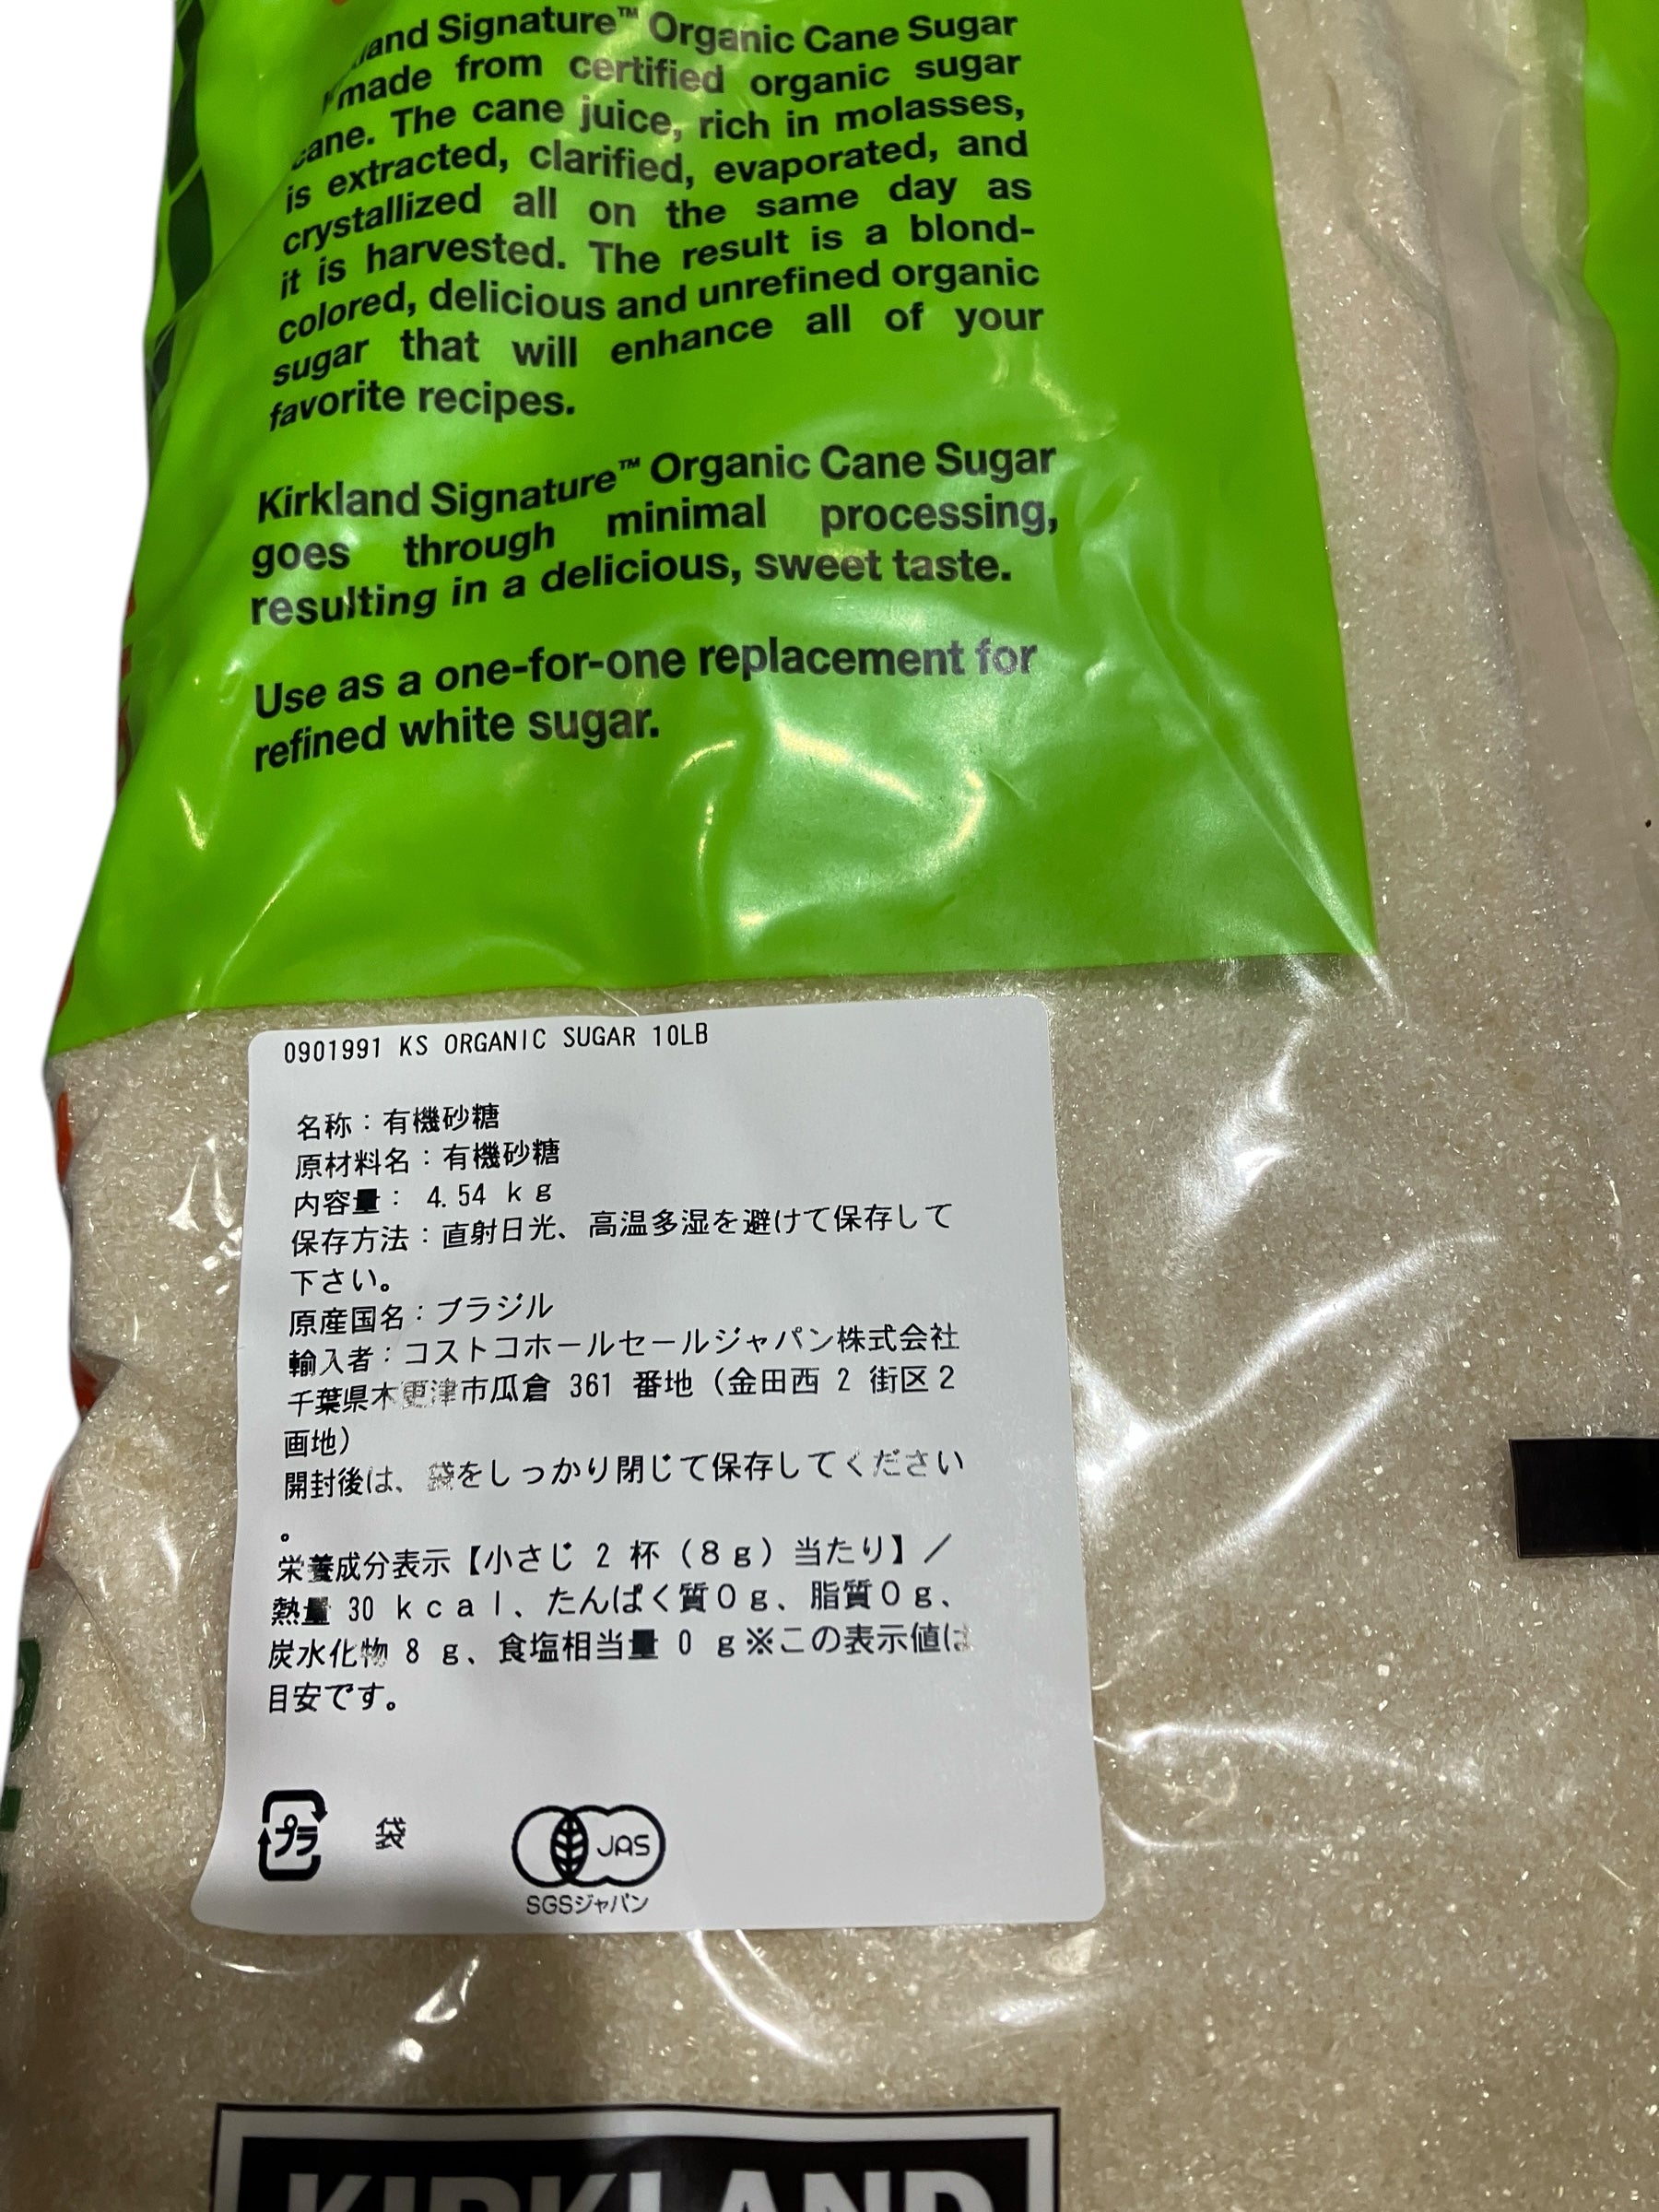 Signature™ Organic Cane Sugar
made from certified organic sugar
cane. The cane juice, rich in molasses,
is extracted, clarified, evaporated, and
crystallized all on the same day as
it is harvested. The result is a blond-
colored, delicious and unrefined organic
sugar that will enhance all of your
favorite recipes.
Kirkland Signature™ Organic Cane Sugar
goes through minimal processing,
resulting in a delicious, sweet taste.
Use as a one-for-one replacement for
refined white sugar.
0901991 KS ORGANIC SUGAR 10LB
名称：有機砂糖
原材料名：有機砂糖
内容量： 4.54 ｋｇ
保存方法：直射日光、高温多湿を避けて保存して
下さい。
原産国名：ブラジル
輸入者：コストコホールセールジャパン株式会社
千葉県木更津市瓜倉 361 番地（金田西 2 街区２
画地）
開封後は、袋をしっかり閉じて保存してください
。
栄養成分表示【小さじ 2 杯（８ｇ）当たり】／
熱量 30 ｋｃａｌ、たんぱく質０ｇ、脂質０ｇ、
炭水化物 8 ｇ、食塩相当量 0 ｇ※この表示値は
目安です。
プラ 袋 JAS
SGSジャパン
KIRKLAND